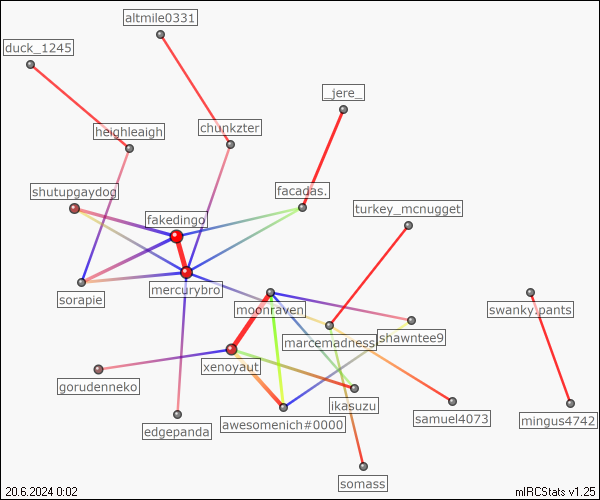 altmile0331
duck_1245
_jere_
heighleaigh
chunkzter
shutupgaydog
facadas.
turkey_mcnugget
fakedingo
mercurybro
sorapie
moonraven
swanky.pants
marcemadness
shawntee9
xenoyaut
gorudenneko
ikasuzu
samuel4073
mingus4742
awesomenich#0000
edgepanda
somass
20.6.2024 0:02
mIRCStats v1.25